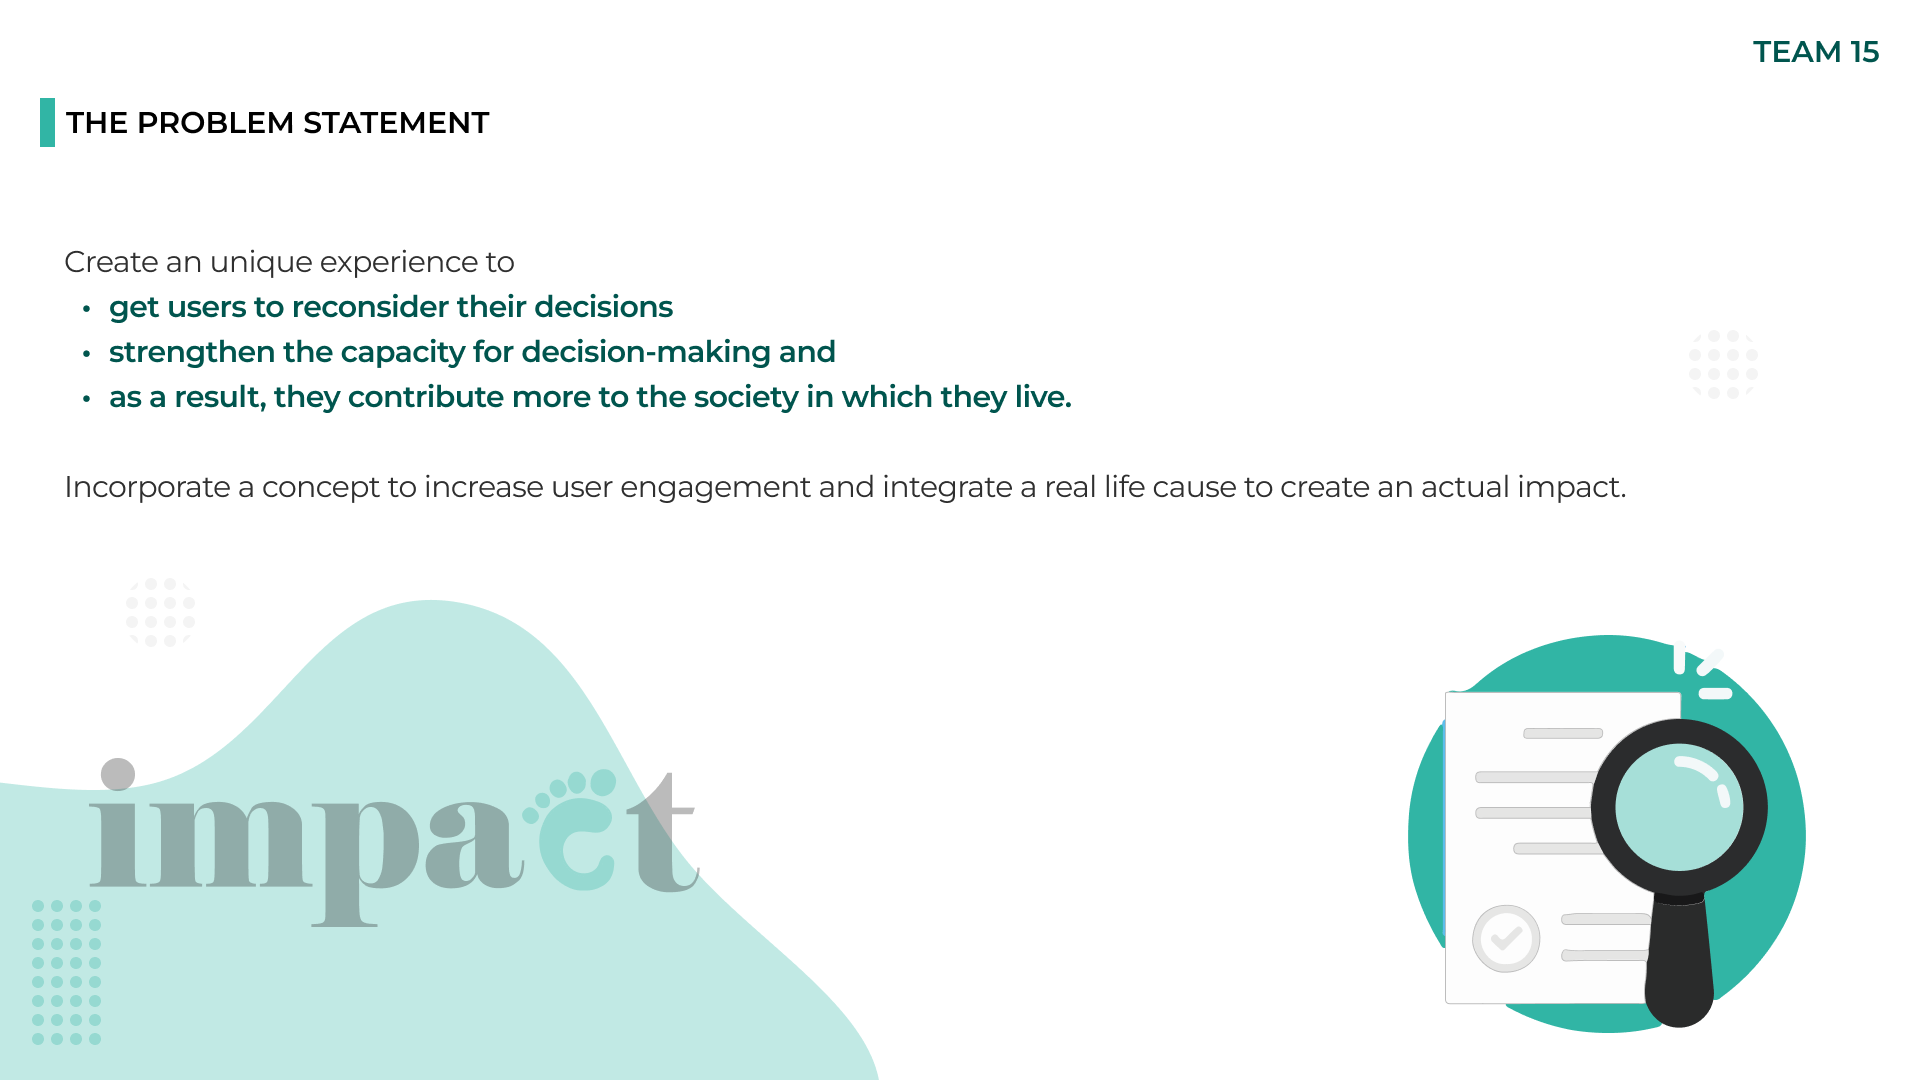 TEAM 15
THE PROBLEM STATEMENT
Create an unique experience to
• get users to reconsider their decisions
• strengthen the capacity for decision-making and
• as a result, they contribute more to the society in which they live.
Incorporate a concept to increase user engagement and integrate a real life cause to create an actual impact.
impact